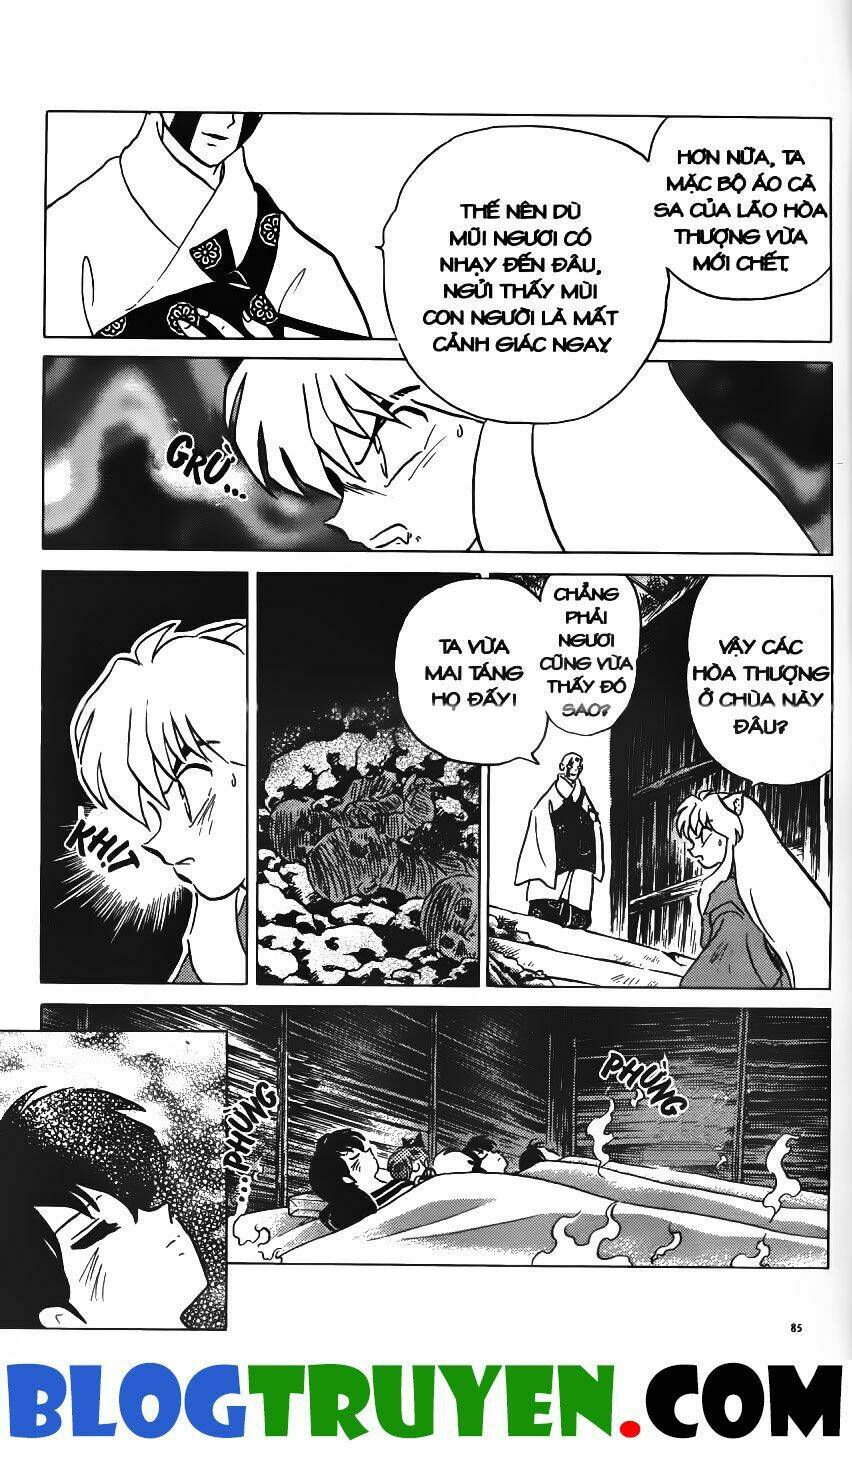 HƠN NỮA, TA
MẶC BỘ ÁO CÀ
SA CỦA LÃO HÒA
THƯỢNG VỪA
MỚI CHẾT.
THẾ NÊN DÙ
MŨI NGƯƠI CÓ
NHẠY ĐẾN ĐÂU,
NGỬI THẤY MÙI
CON NGƯỜI LÀ MẤT
CẢNH GIÁC NGAY.
GRỪ...
VẬY CÁC
HÒA THƯỢNG
Ở CHÙA NÀY
ĐÂU?
CHẲNG
PHẢI
NGƯƠI
CŨNG VỪA
THẤY ĐÓ
SAO?
TA VỪA
MAI TÁNG
HỌ ĐẤY!
KHỊT
PHÙNG
...PHÙNG
85
BLOGTRUYEN.COM